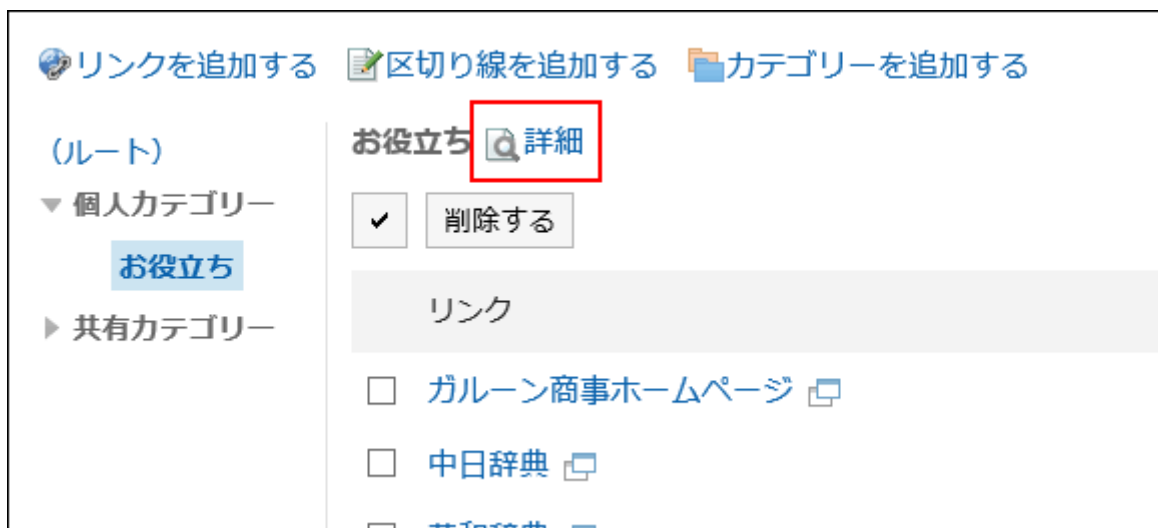 リンクを追加する 区切り線を追加する カテゴリーを追加する
(ルート)
個人カテゴリー
お役立ち
共有カテゴリー
お役立ち 詳細
削除する
リンク
ガルーン商事ホームページ
中日辞典